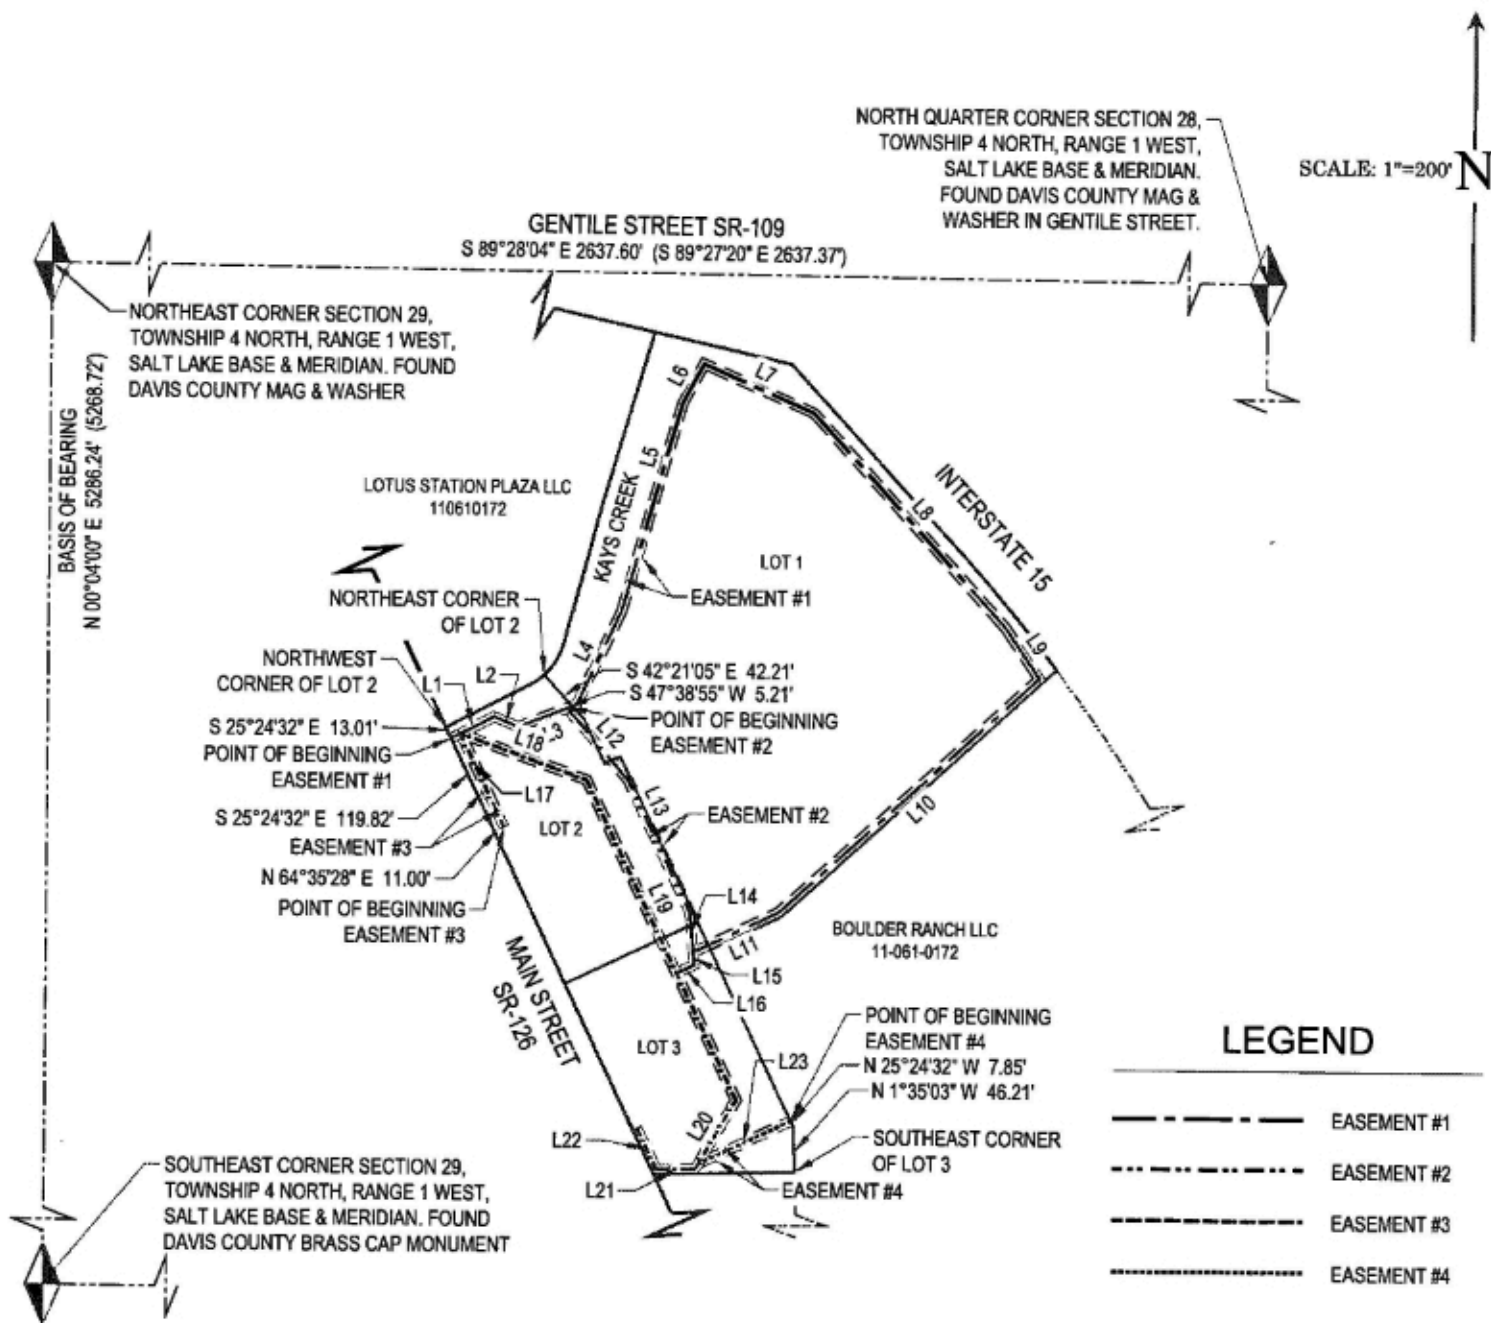 NORTH QUARTER CORNER SECTION 28,
TOWNSHIP 4 NORTH, RANGE 1 WEST,
SALT LAKE BASE & MERIDIAN.
FOUND DAVIS COUNTY MAG &
WASHER IN GENTILE STREET.
SCALE: 1"=200'
N
GENTILE STREET SR-109
S 89°28'04" E 2637.60' (S 89°27'20" E 2637.37')
NORTHEAST CORNER SECTION 29,
TOWNSHIP 4 NORTH, RANGE 1 WEST,
SALT LAKE BASE & MERIDIAN. FOUND
DAVIS COUNTY MAG & WASHER
BASIS OF BEARING
N 00°04'00" E 5286.24' (5268.72')
L6
L7
L5
LOTUS STATION PLAZA LLC
110610172
KAYS CREEK
L8
INTERSTATE 15
LOT 1
EASEMENT #1
NORTHEAST CORNER
OF LOT 2
L9
L4
NORTHWEST
CORNER OF LOT 2
L1
L2
S 42°21'05" E 42.21'
S 47°38'55" W 5.21'
POINT OF BEGINNING
EASEMENT #2
S 25°24'32" E 13.01'
POINT OF BEGINNING
EASEMENT #1
L18
L3
L12
L17
L13
L10
S 25°24'32" E 119.82'
EASEMENT #3
N 64°35'28" E 11.00'
POINT OF BEGINNING
EASEMENT #3
LOT 2
EASEMENT #2
L19
L14
L11
BOULDER RANCH LLC
11-061-0172
L15
L16
MAIN STREET
SR-126
LOT 3
POINT OF BEGINNING
EASEMENT #4
N 25°24'32" W 7.85'
N 1°35'03" W 46.21'
L23
L20
L22
SOUTHEAST CORNER
OF LOT 3
L21
EASEMENT #4
SOUTHEAST CORNER SECTION 29,
TOWNSHIP 4 NORTH, RANGE 1 WEST,
SALT LAKE BASE & MERIDIAN. FOUND
DAVIS COUNTY BRASS CAP MONUMENT
LEGEND
EASEMENT #1
EASEMENT #2
EASEMENT #3
EASEMENT #4